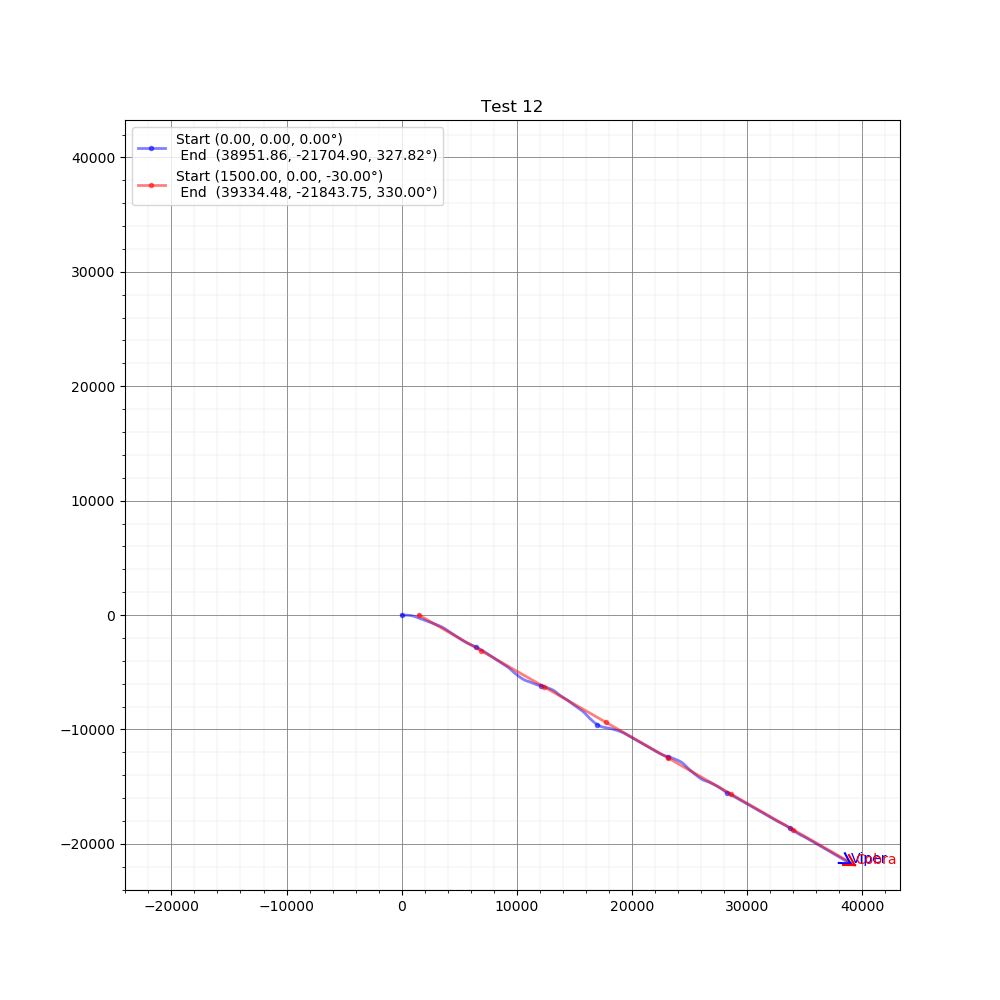 Test 12
Start (0.00, 0.00, 0.00°)
End (38951.86, -21704.90, 327.82°)
Start (1500.00, 0.00, -30.00°)
End (39334.48, -21843.75, 330.00°)
40000
30000
20000
10000
0
−10000
−20000
Viper
Cobra
−20000 −10000 0 10000 20000 30000 40000